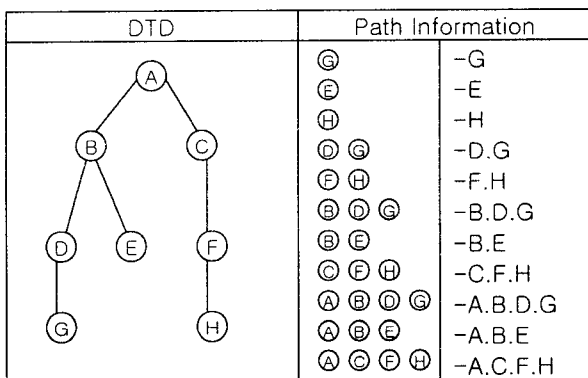 DTD Path Information
A
B C
D E F
G H
G -G
E -E
H -H
D G -D.G
F H -F.H
B D G -B.D.G
B E -B.E
C F H -C.F.H
A B D G -A.B.D.G
A B E -A.B.E
A C F H -A.C.F.H